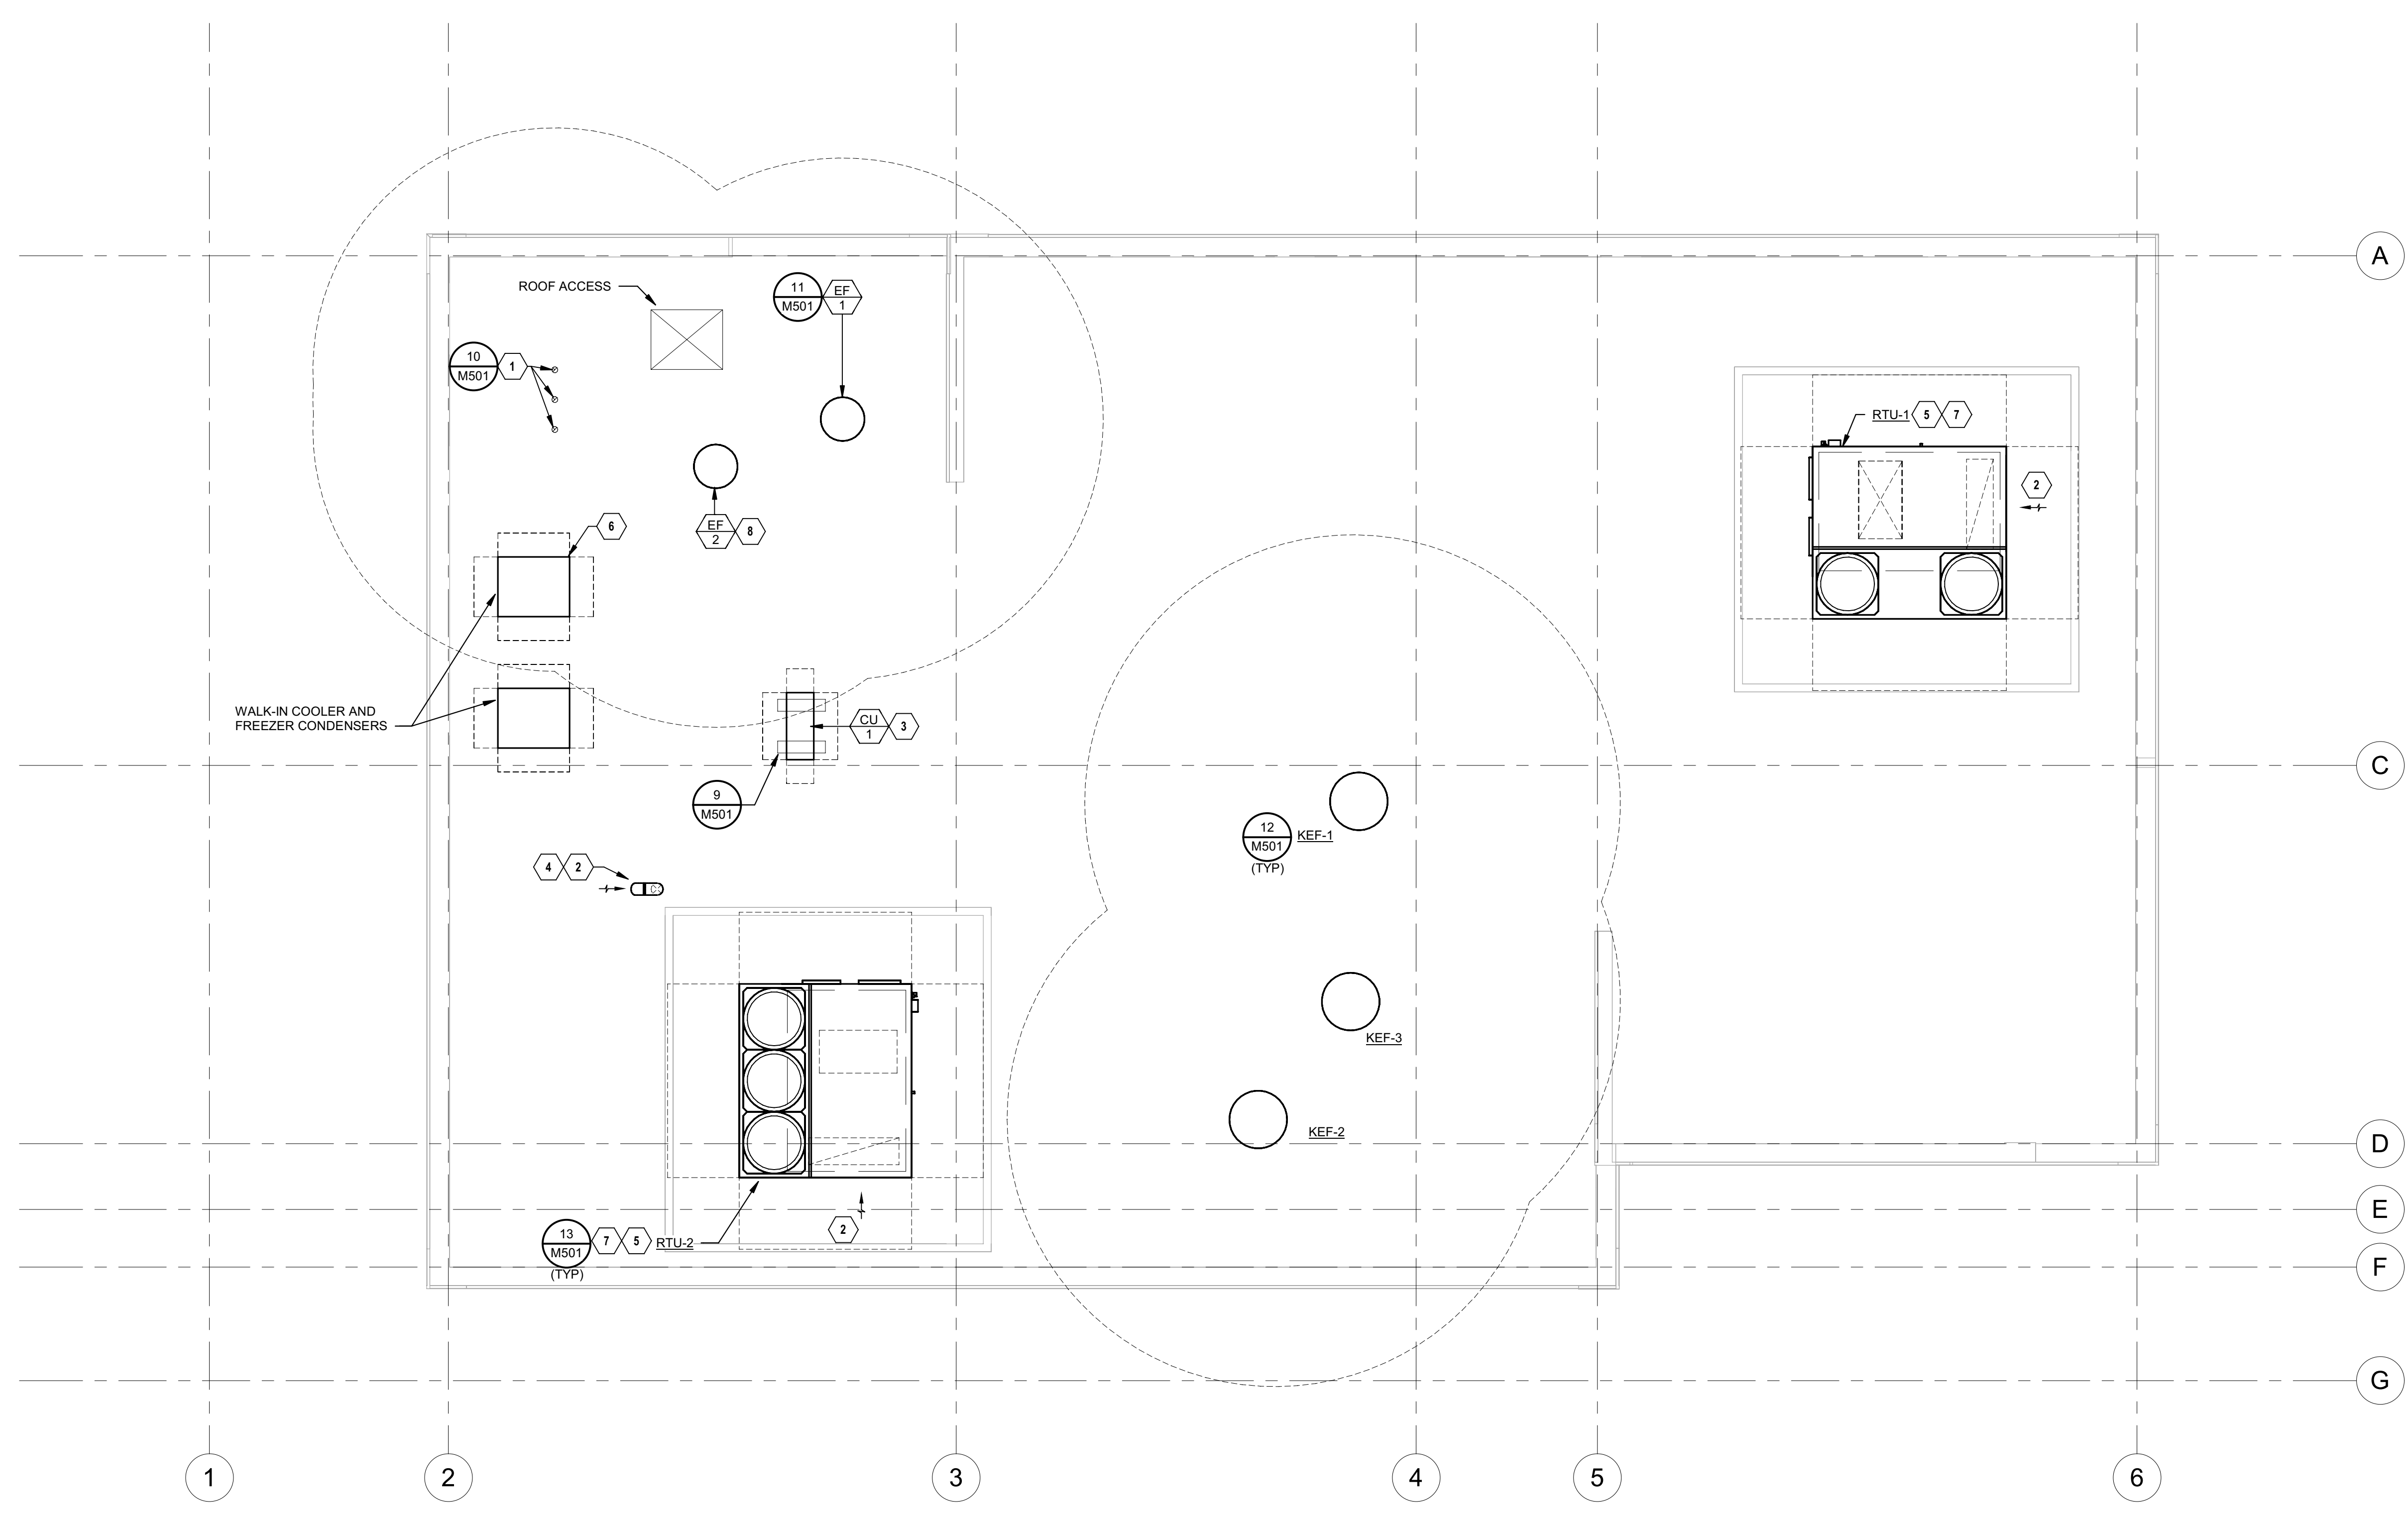 A
ROOF ACCESS
11
M501
EF
1
10
M501
1
RTU-1
5
7
2
6
EF
2
8
WALK-IN COOLER AND
FREEZER CONDENSERS
CU
1
3
C
9
M501
12
M501
(TYP)
KEF-1
4
2
KEF-3
KEF-2
D
E
13
M501
(TYP)
7
5
RTU-2
2
F
G
1
2
3
4
5
6